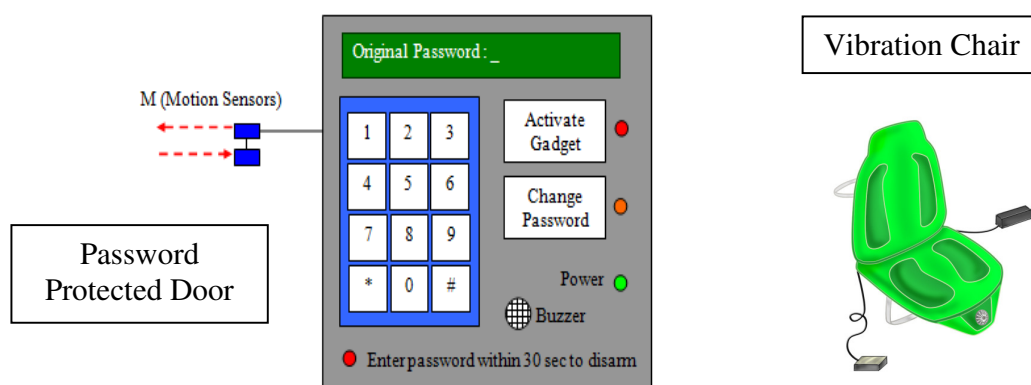 Original Password : _
Vibration Chair
M (Motion Sensors)
1 2 3
4 5 6
7 8 9
* 0 #
Activate
Gadget
Change
Password
Password
Protected Door
Power
Buzzer
Enter password within 30 sec to disarm